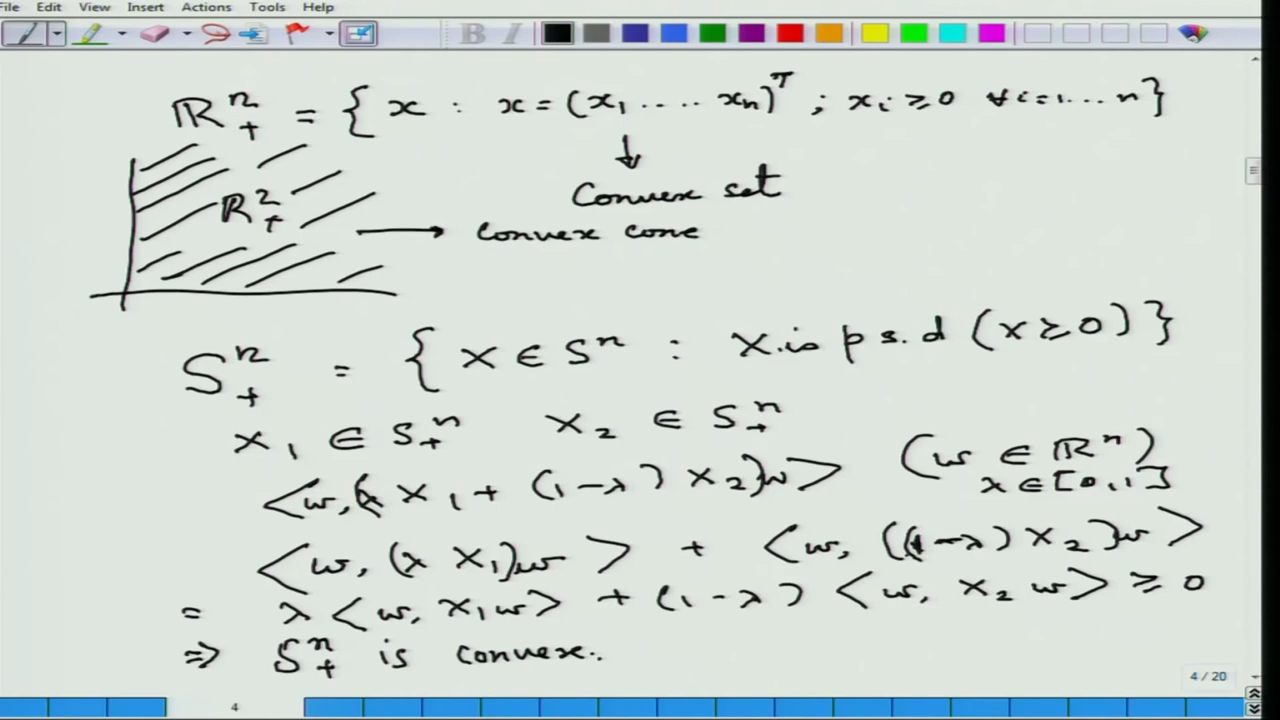 File Edit View Insert Actions Tools Help
ℝⁿ₊ = { x : x = (x₁ .... xₙ)ᵀ ; xᵢ ≥ 0 ∀ i = 1 ... n }
↓
Convex set
ℝ²₊ → convex cone
Sⁿ₊ = { X ∈ Sⁿ : X is p s. d (X ≥ 0) }
X₁ ∈ Sⁿ₊ X₂ ∈ Sⁿ₊
<w, (λ X₁ + (1-λ) X₂)w> (w ∈ ℝⁿ)
λ ∈ [0,1]
<w, (λ X₁)w> + <w, ((1-λ) X₂)w>
= λ <w, X₁w> + (1-λ) <w, X₂ w> ≥ 0
⇒ Sⁿ₊ is convex.
4 / 20
4